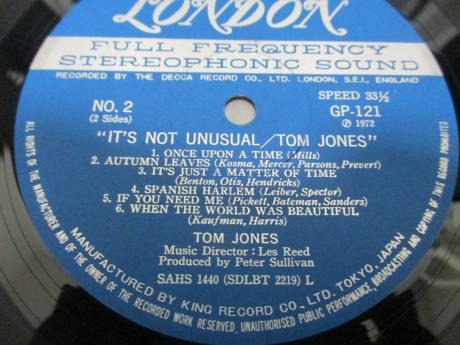 LONDON
FULL FREQUENCY
STEREOPHONIC SOUND
RECORDED BY THE DECCA RECORD CO., LTD. LONDON, S.E.I., ENGLAND
NO. 2
(2 Sides)
SPEED 33⅓
GP-121
℗ 1972
"IT'S NOT UNUSUAL/TOM JONES"
1. ONCE UPON A TIME (Mills)
2. AUTUMN LEAVES (Kosma, Mercer, Parsons, Prevert)
3. IT'S JUST A MATTER OF TIME
(Benton, Otis, Hendricks)
4. SPANISH HARLEM (Leiber, Spector)
5. IF YOU NEED ME (Pickett, Bateman, Sanders)
6. WHEN THE WORLD WAS BEAUTIFUL
(Kaufman, Harris)
TOM JONES
Music Director: Les Reed
Produced by Peter Sullivan
SAHS 1440 (SDLBT 2219) L
MANUFACTURED BY KING RECORD CO., LTD. TOKYO, JAPAN
ALL RIGHTS OF THE MANUFACTURER AND OF THE OWNER OF THE RECORDED WORK RESERVED, UNAUTHORISED PUBLIC PERFORMANCE, BROADCASTING AND COPYING OF THIS RECORD PROHIBITED